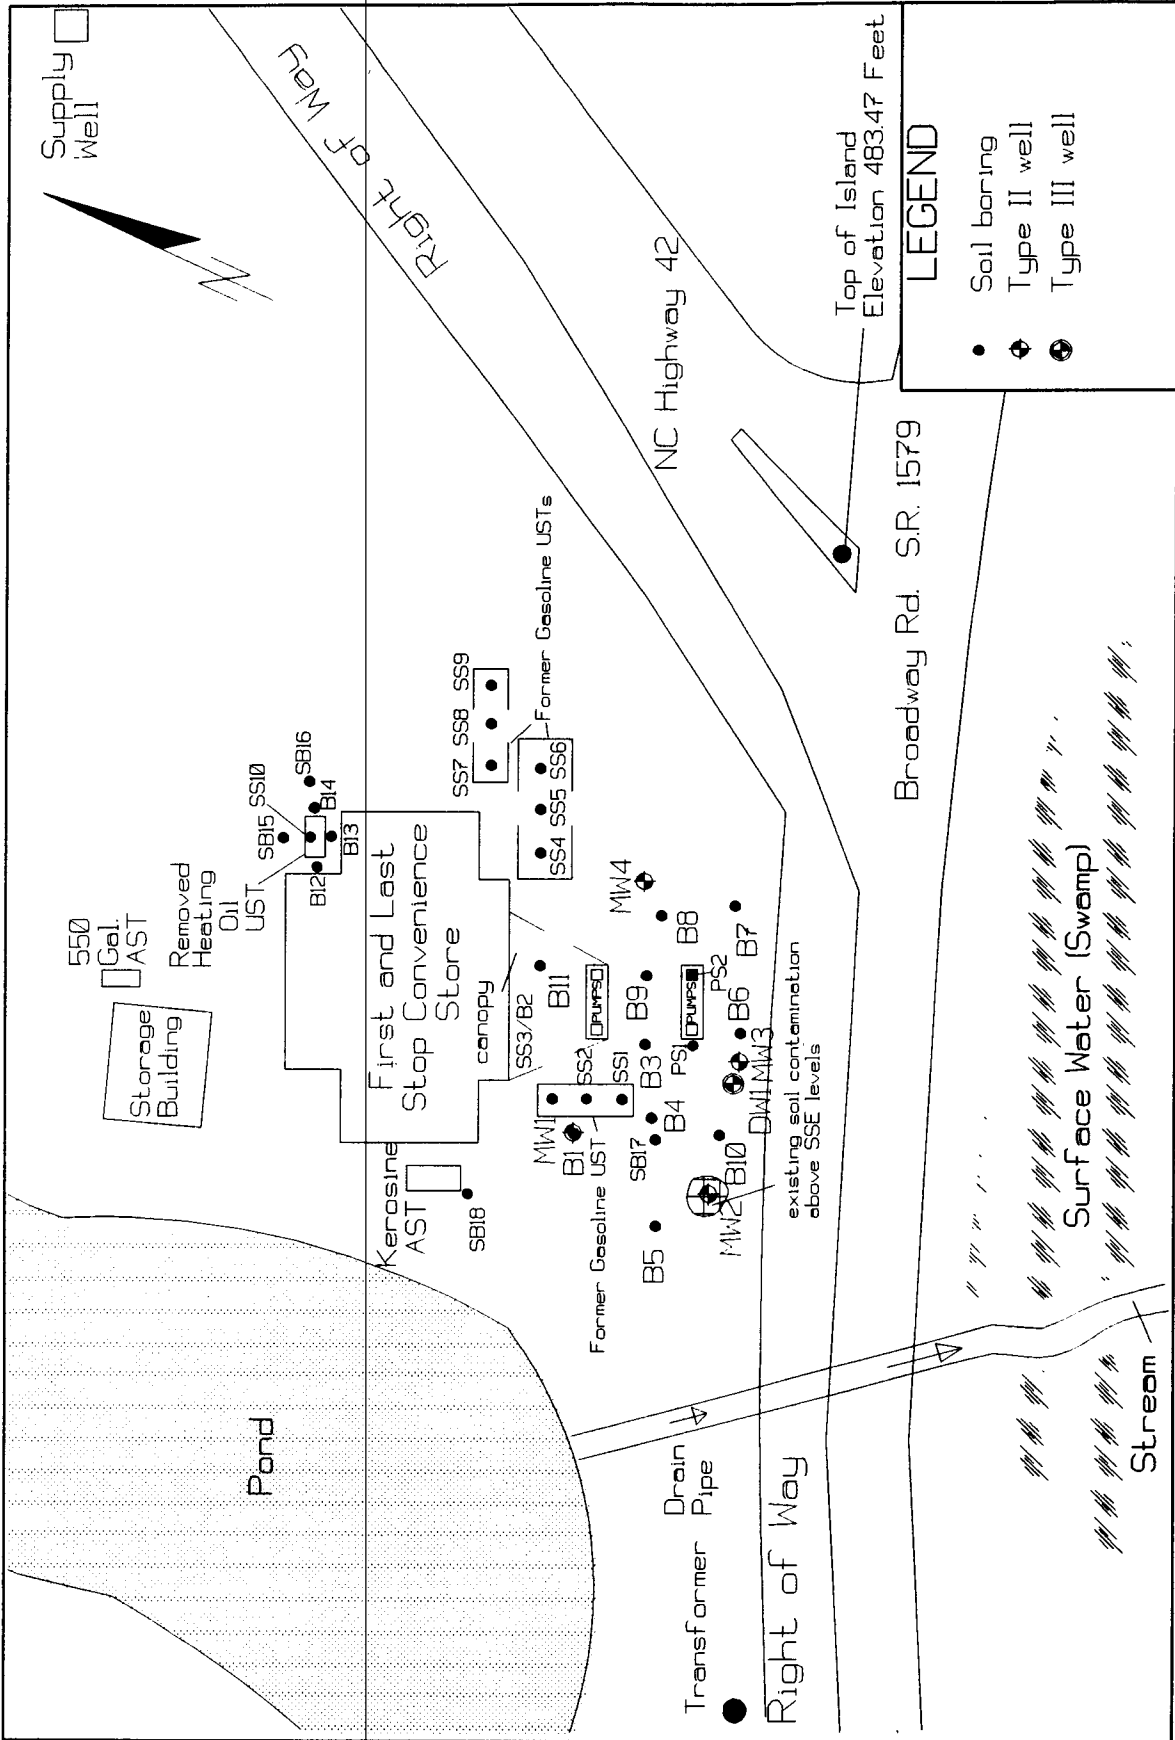 Supply
Well
Right of Way
NC Highway 42
Top of Island
Elevation 483.47 Feet
Broadway Rd. S.R. 1579
LEGEND
Soil boring
Type II well
Type III well
550
Gal.
AST
Storage
Building
Removed
Heating
Oil
UST
SB15
SS10
SB16
B14
B13
B12
First and Last
Stop Convenience
Store
canopy
Kerosine
AST
SB18
SS7
SS8
SS9
Former Gasoline USTs
SS4
SS5
SS6
SS3/B2
B11
PUMPS
MW4
B8
B7
B9
PUMPS
PS2
B6
PS1
B3
SS2
SS1
MW1
B1
Former Gasoline UST
B4
SB17
B5
DW1
MW3
B10
MW2
existing soil contamination
above SSE levels
Pond
Drain
Pipe
Transformer
Right of Way
Surface Water (Swamp)
Stream